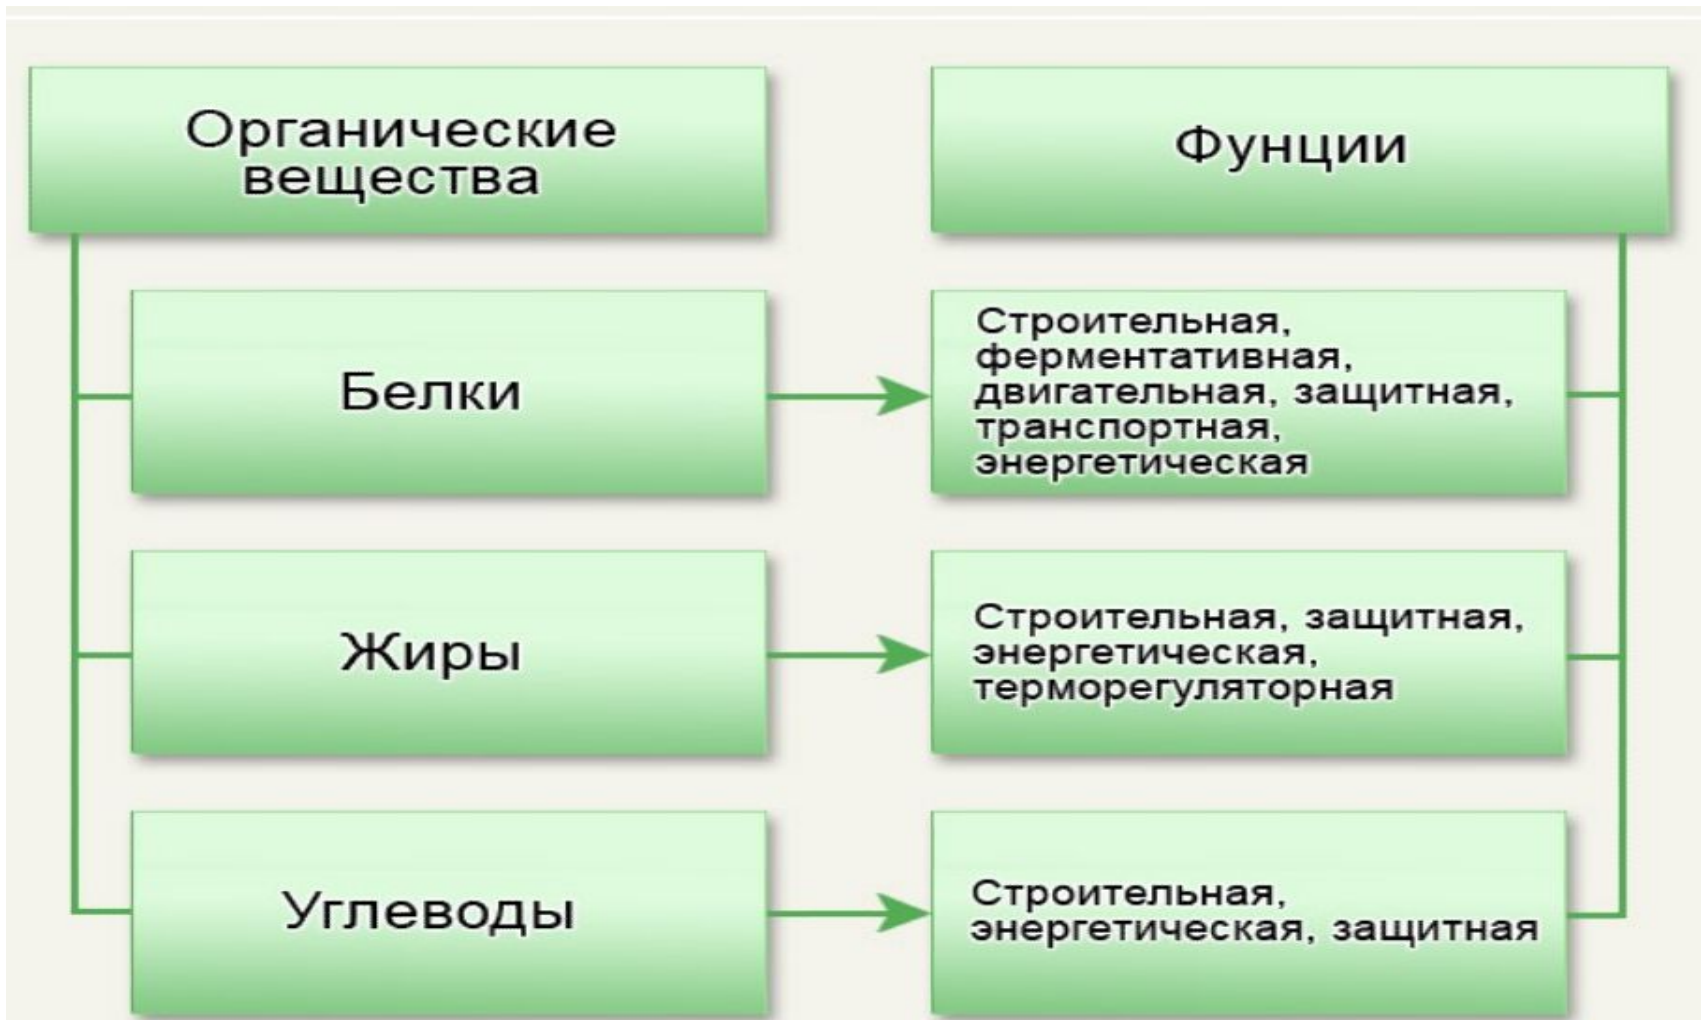 Органические
вещества
Фунции
Белки
Строительная,
ферментативная,
двигательная, защитная,
транспортная,
энергетическая
Жиры
Строительная, защитная,
энергетическая,
терморегуляторная
Углеводы
Строительная,
энергетическая, защитная